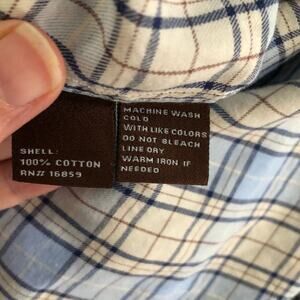 SHELL:
100% COTTON
RN# 16859
MACHINE WASH
COLD
WITH LIKE COLORS
DO NOT BLEACH
LINE DRY
WARM IRON IF
NEEDED